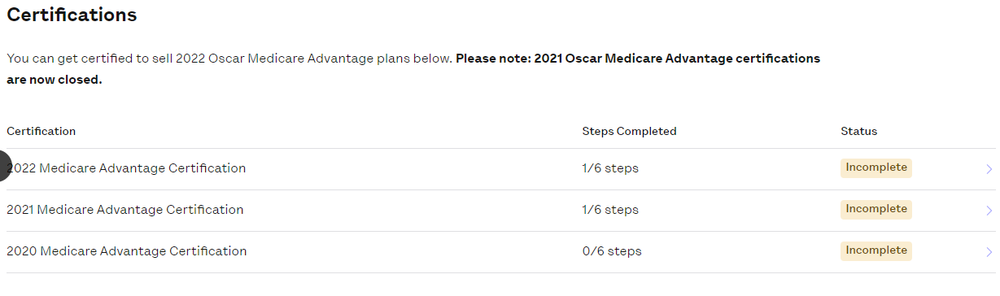 Certifications
You can get certified to sell 2022 Oscar Medicare Advantage plans below. Please note: 2021 Oscar Medicare Advantage certifications
are now closed.
Certification Steps Completed Status
2022 Medicare Advantage Certification 1/6 steps Incomplete
2021 Medicare Advantage Certification 1/6 steps Incomplete
2020 Medicare Advantage Certification 0/6 steps Incomplete